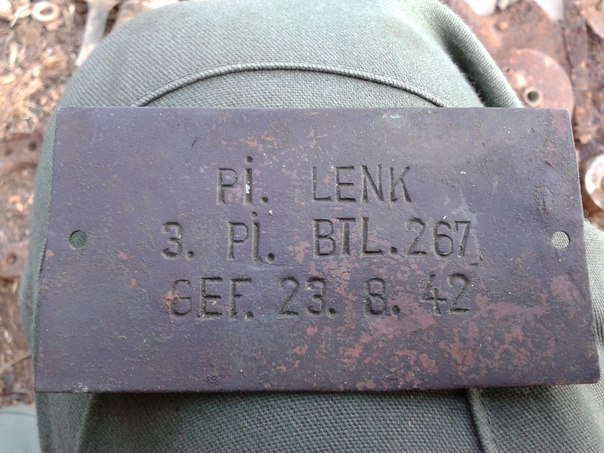 Pi. LENK
3. Pi. BTL. 267
GEF. 23. 8. 42